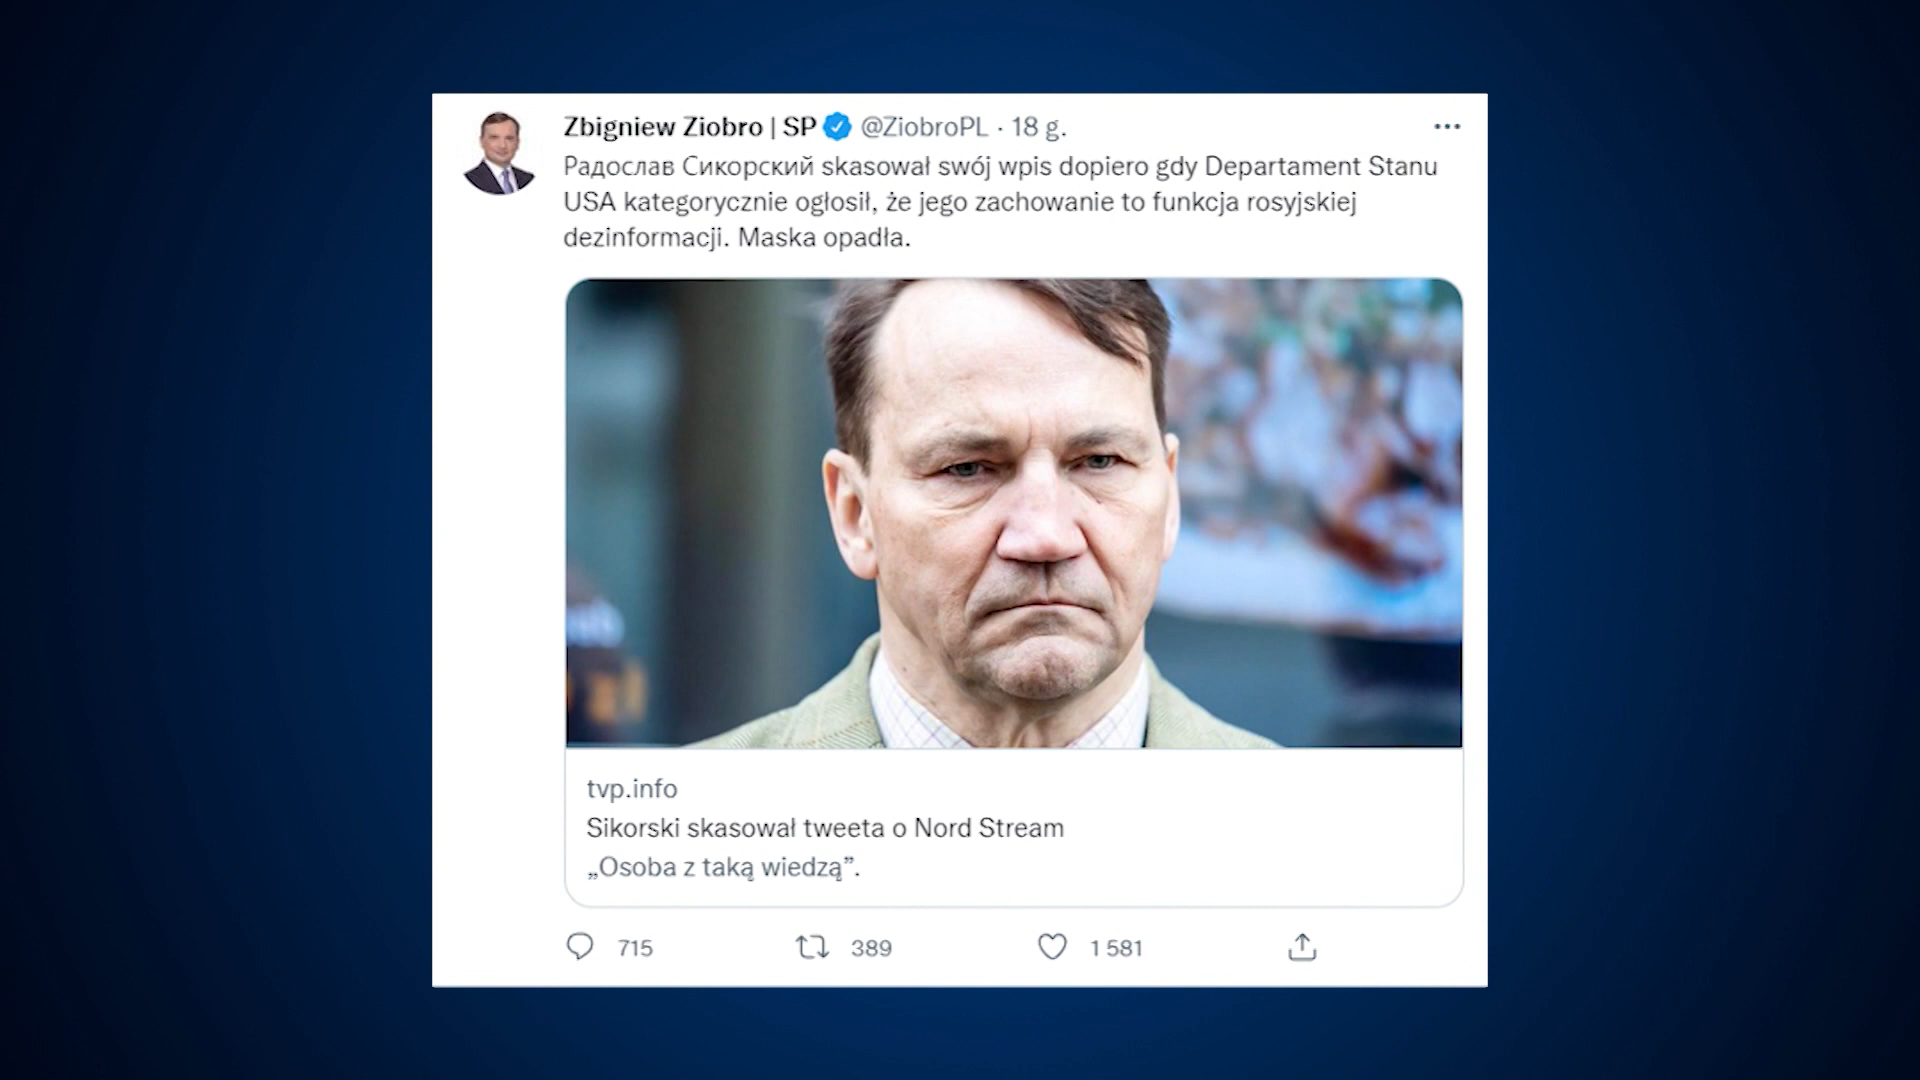 Zbigniew Ziobro | SP @ZiobroPL · 18 g.
Радослав Сикорский skasował swój wpis dopiero gdy Departament Stanu
USA kategorycznie ogłosił, że jego zachowanie to funkcja rosyjskiej
dezinformacji. Maska opadła.
tvp.info
Sikorski skasował tweeta o Nord Stream
„Osoba z taką wiedzą”.
715 389 1 581